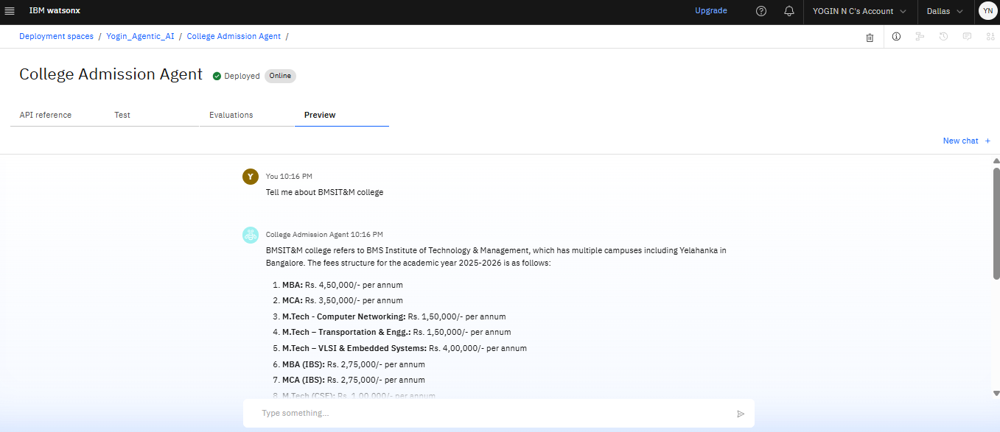 IBM watsonx
Upgrade
YOGIN N C's Account
Dallas
YN
Deployment spaces / Yogin_Agentic_AI / College Admission Agent /
College Admission Agent
Deployed
Online
API reference
Test
Evaluations
Preview
New chat +
Y
You 10:16 PM
Tell me about BMSIT&M college
College Admission Agent 10:16 PM
BMSIT&M college refers to BMS Institute of Technology & Management, which has multiple campuses including Yelahanka in
Bangalore. The fees structure for the academic year 2025-2026 is as follows:
1. MBA: Rs. 4,50,000/- per annum
2. MCA: Rs. 3,50,000/- per annum
3. M.Tech - Computer Networking: Rs. 1,50,000/- per annum
4. M.Tech – Transportation & Engg.: Rs. 1,50,000/- per annum
5. M.Tech – VLSI & Embedded Systems: Rs. 4,00,000/- per annum
6. MBA (IBS): Rs. 2,75,000/- per annum
7. MCA (IBS): Rs. 2,75,000/- per annum
8. M.Tech (CSE): Rs. 1,00,000/- per annum
Type something...